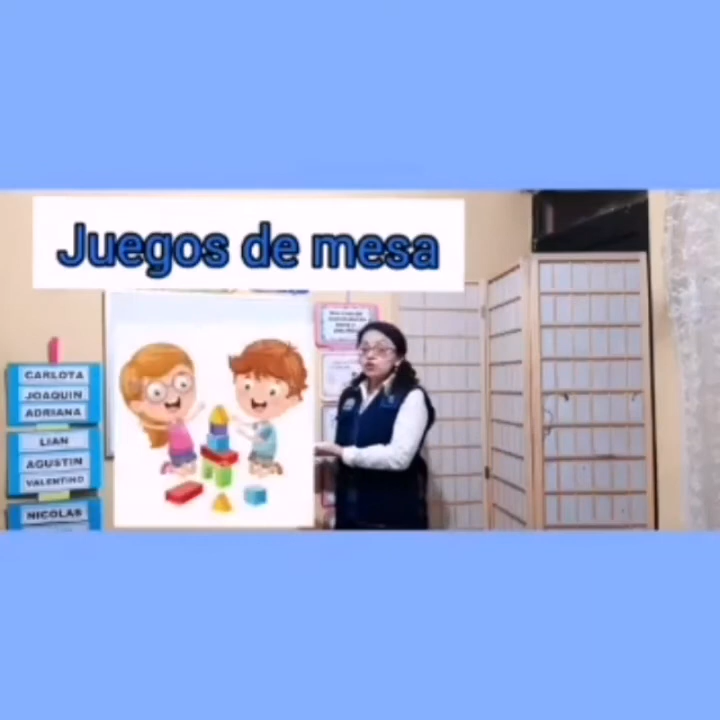 Juegos de mesa
CARLOTA
JOAQUIN
ADRIANA
LIAN
AGUSTIN
VALENTINO
NICOLAS